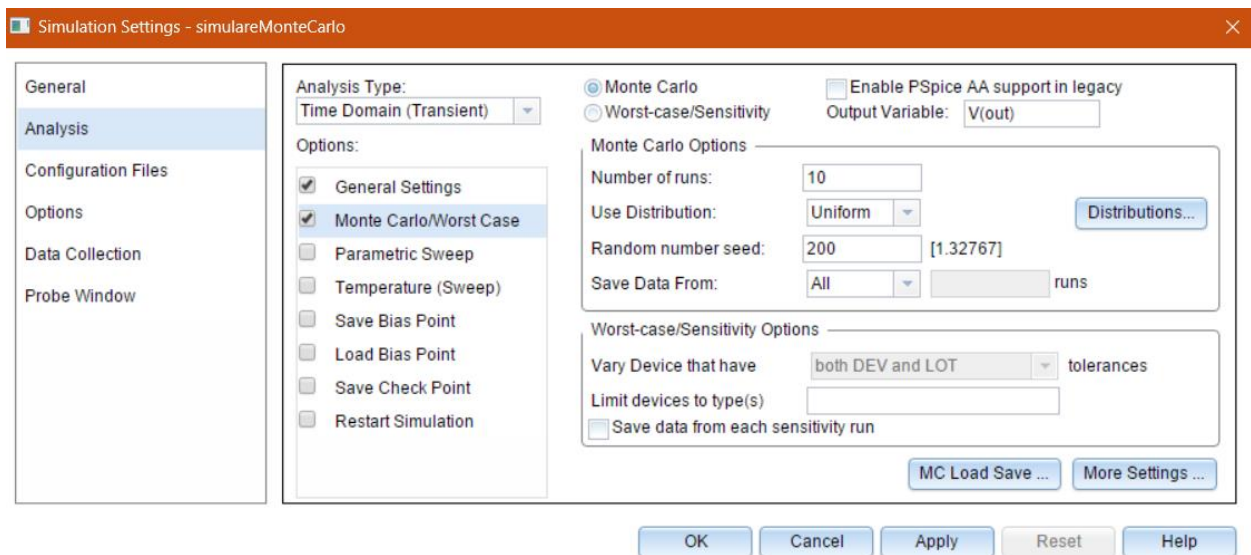 Simulation Settings - simulareMonteCarlo
General
Analysis
Configuration Files
Options
Data Collection
Probe Window
Analysis Type:
Time Domain (Transient)
Options:
General Settings
Monte Carlo/Worst Case
Parametric Sweep
Temperature (Sweep)
Save Bias Point
Load Bias Point
Save Check Point
Restart Simulation
Monte Carlo
Enable PSpice AA support in legacy
Worst-case/Sensitivity
Output Variable: V(out)
Monte Carlo Options
Number of runs: 10
Use Distribution: Uniform Distributions...
Random number seed: 200 [1.32767]
Save Data From: All runs
Worst-case/Sensitivity Options
Vary Device that have both DEV and LOT tolerances
Limit devices to type(s)
Save data from each sensitivity run
MC Load Save ... More Settings ...
OK Cancel Apply Reset Help